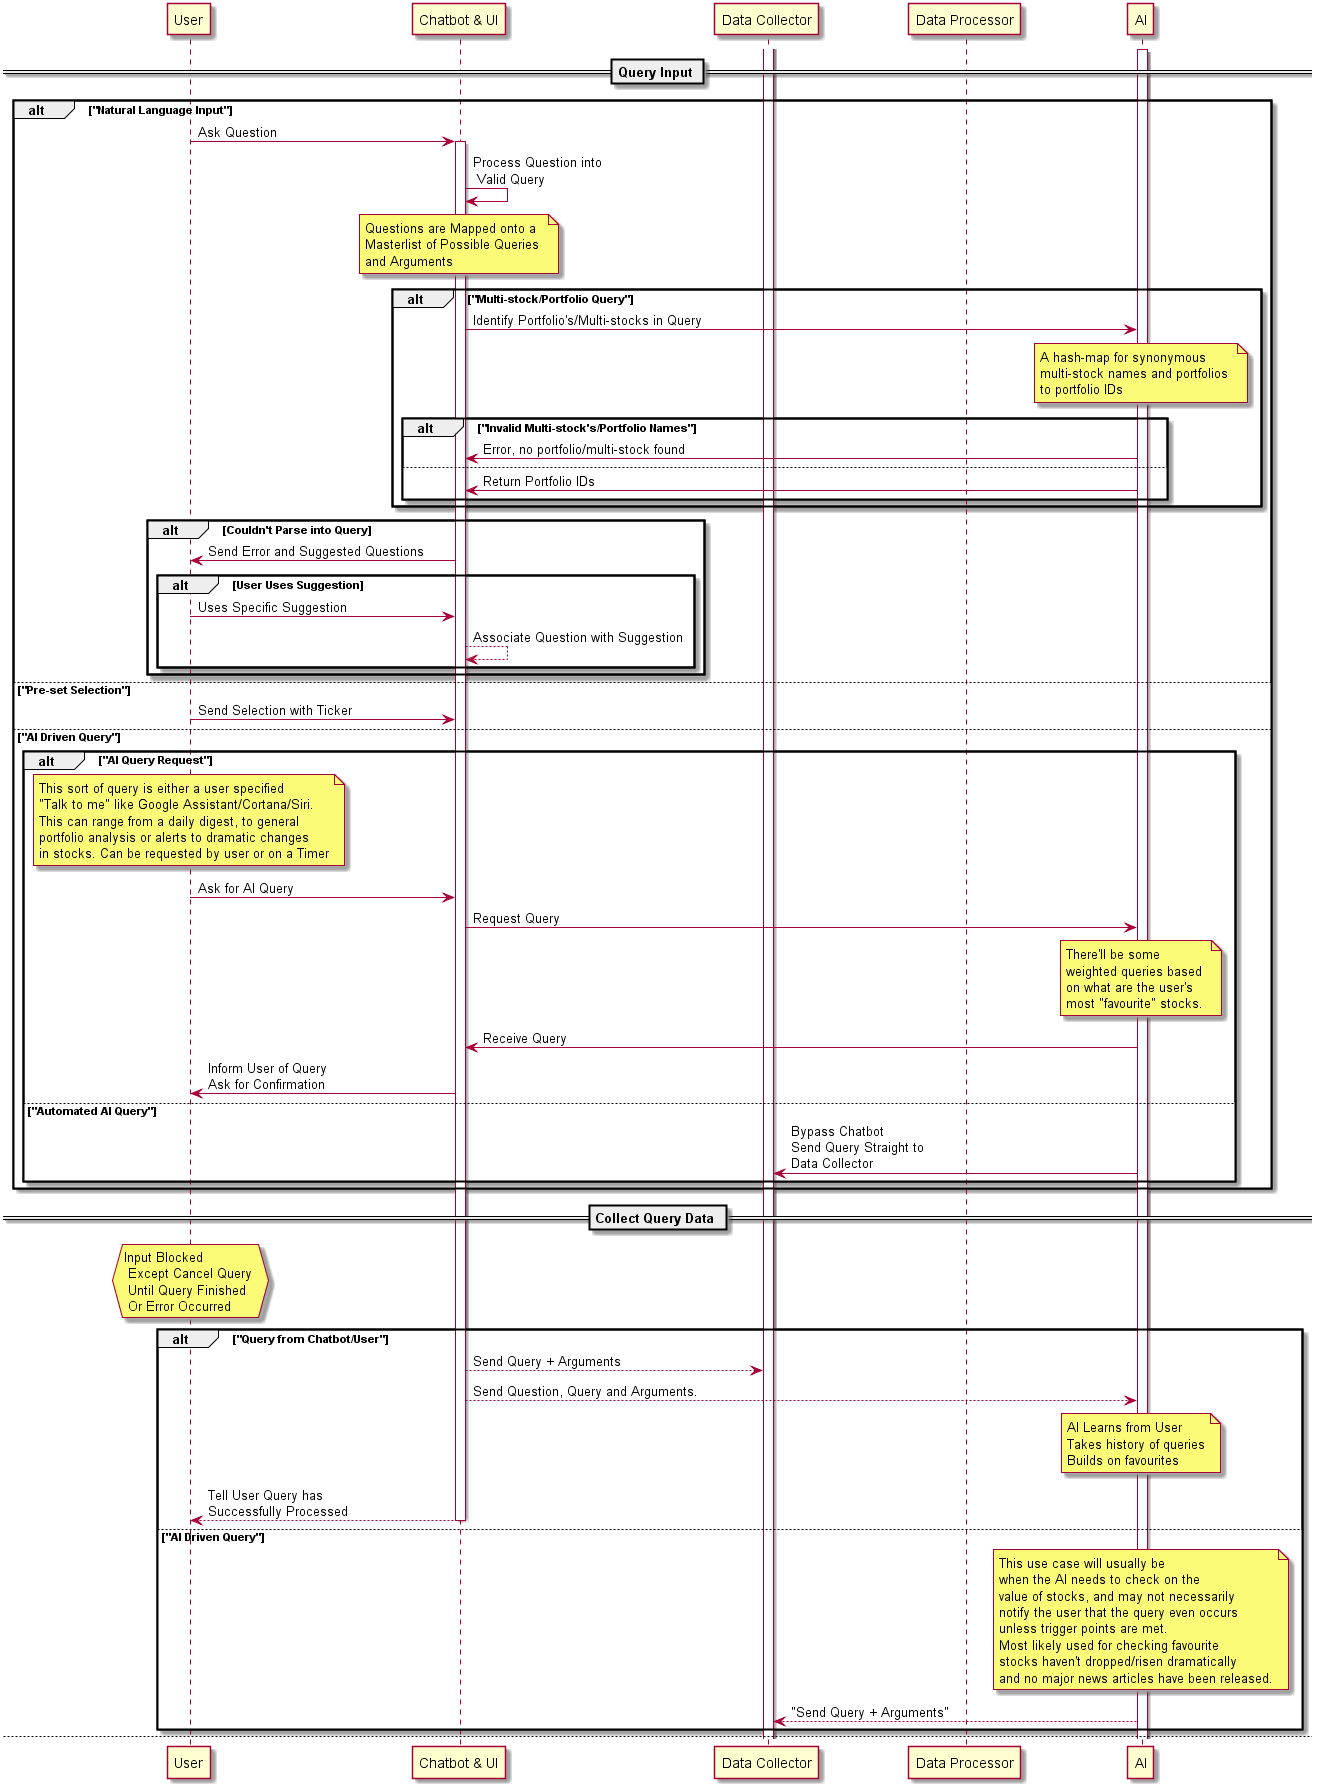 User
Chatbot & UI
Data Collector
Data Processor
AI
Query Input
alt
["Natural Language Input"]
Ask Question
Process Question into
Valid Query
Questions are Mapped onto a
Masterlist of Possible Queries
and Arguments
alt
["Multi-stock/Portfolio Query"]
Identify Portfolio's/Multi-stocks in Query
A hash-map for synonymous
multi-stock names and portfolios
to portfolio IDs
alt
["Invalid Multi-stock's/Portfolio Names"]
Error, no portfolio/multi-stock found
Return Portfolio IDs
alt
[Couldn't Parse into Query]
Send Error and Suggested Questions
alt
[User Uses Suggestion]
Uses Specific Suggestion
Associate Question with Suggestion
["Pre-set Selection"]
Send Selection with Ticker
["AI Driven Query"]
alt
["AI Query Request"]
This sort of query is either a user specified
"Talk to me" like Google Assistant/Cortana/Siri.
This can range from a daily digest, to general
portfolio analysis or alerts to dramatic changes
in stocks. Can be requested by user or on a Timer
Ask for AI Query
Request Query
There'll be some
weighted queries based
on what are the user's
most "favourite" stocks.
Receive Query
Inform User of Query
Ask for Confirmation
["Automated AI Query"]
Bypass Chatbot
Send Query Straight to
Data Collector
Collect Query Data
Input Blocked
Except Cancel Query
Until Query Finished
Or Error Occurred
alt
["Query from Chatbot/User"]
Send Query + Arguments
Send Question, Query and Arguments.
AI Learns from User
Takes history of queries
Builds on favourites
Tell User Query has
Successfully Processed
["AI Driven Query"]
This use case will usually be
when the AI needs to check on the
value of stocks, and may not necessarily
notify the user that the query even occurs
unless trigger points are met.
Most likely used for checking favourite
stocks haven't dropped/risen dramatically
and no major news articles have been released.
"Send Query + Arguments"
User
Chatbot & UI
Data Collector
Data Processor
AI